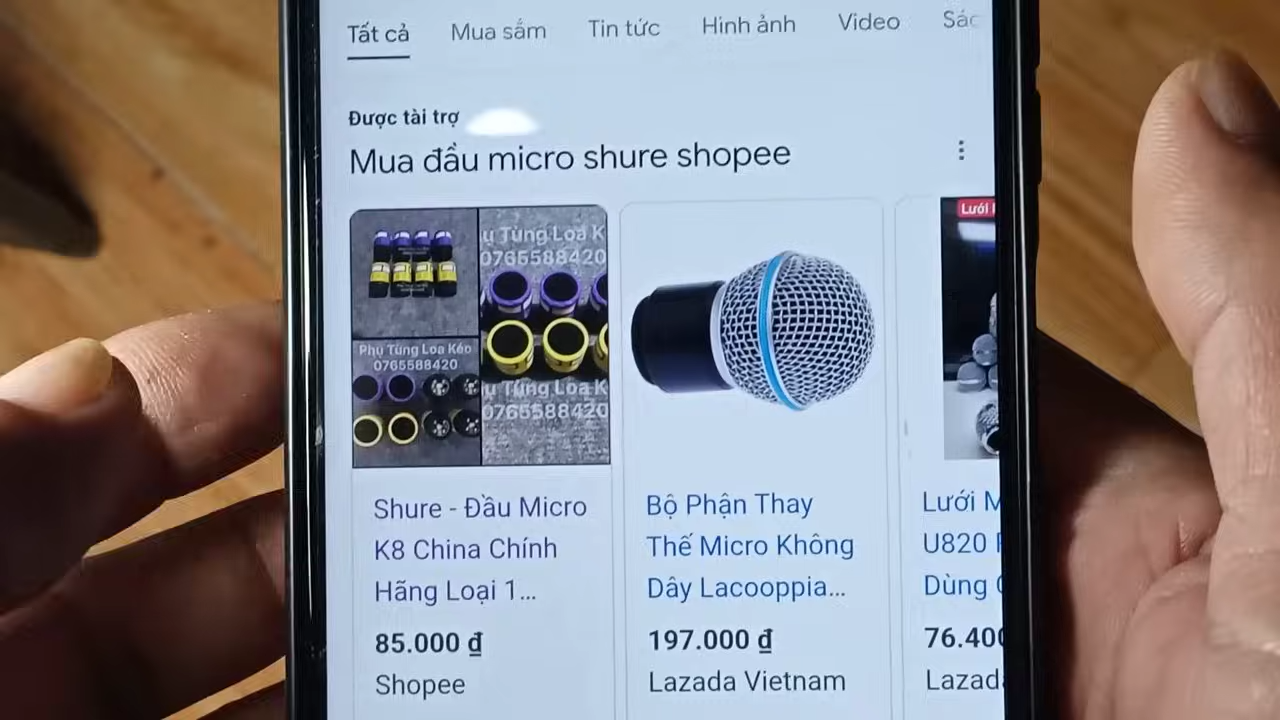 Tất cả
Mua sắm
Tin tức
Hình ảnh
Video
Sác
Được tài trợ
Mua đầu micro shure shopee
ụ Tùng Loa K
0765588420
Phụ Tùng Loa Kéo
0765588420
ụ Tùng Loa K
0765588420
Lưới
Shure - Đầu Micro
K8 China Chính
Hãng Loại 1...
85.000 ₫
Shopee
Bộ Phận Thay
Thế Micro Không
Dây Lacooppia...
197.000 ₫
Lazada Vietnam
Lưới M
U820
Dùng
76.400
Lazada